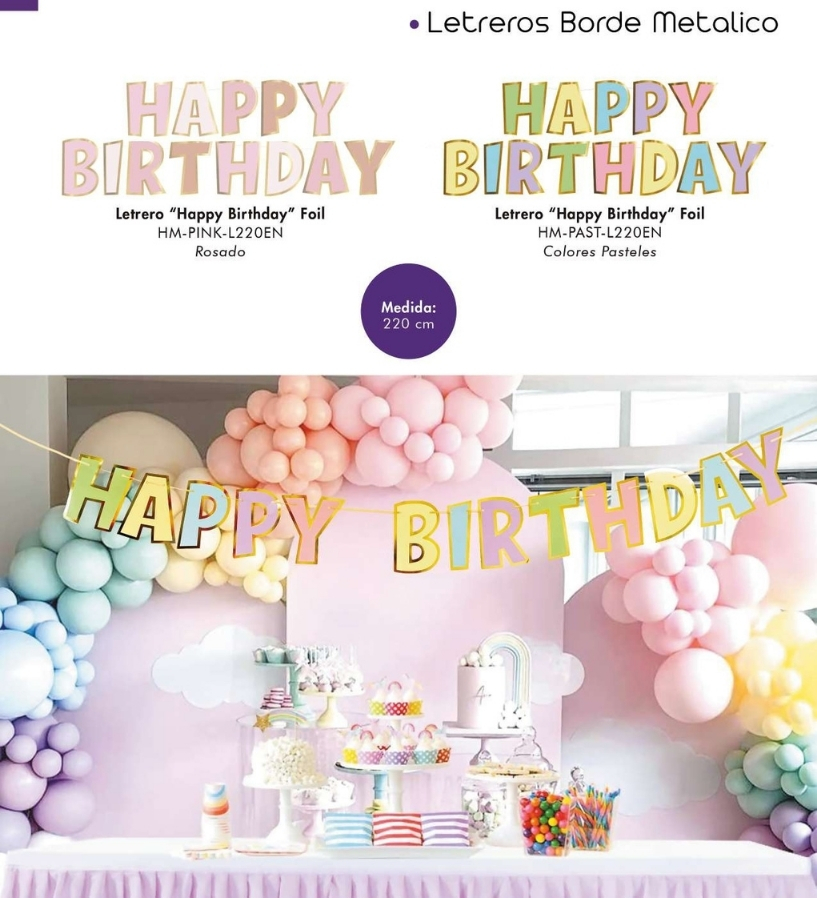 • Letreros Borde Metalico
HAPPY
BIRTHDAY
Letrero “Happy Birthday” Foil
HM-PINK-L220EN
Rosado
HAPPY
BIRTHDAY
Letrero “Happy Birthday” Foil
HM-PAST-L220EN
Colores Pasteles
Medida:
220 cm
HAPPY BIRTHDAY
A